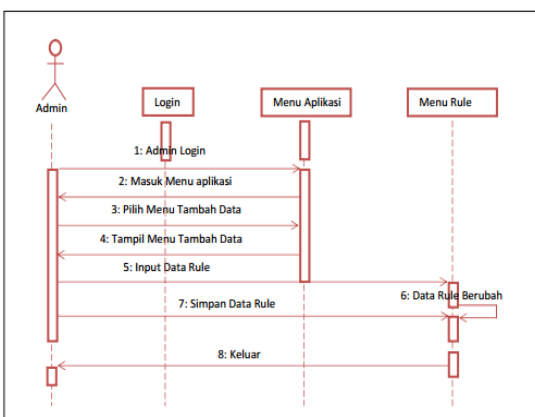 Admin
Login
Menu Aplikasi
Menu Rule
1: Admin Login
2: Masuk Menu aplikasi
3: Pilih Menu Tambah Data
4: Tampil Menu Tambah Data
5: Input Data Rule
6: Data Rule Berubah
7: Simpan Data Rule
8: Keluar